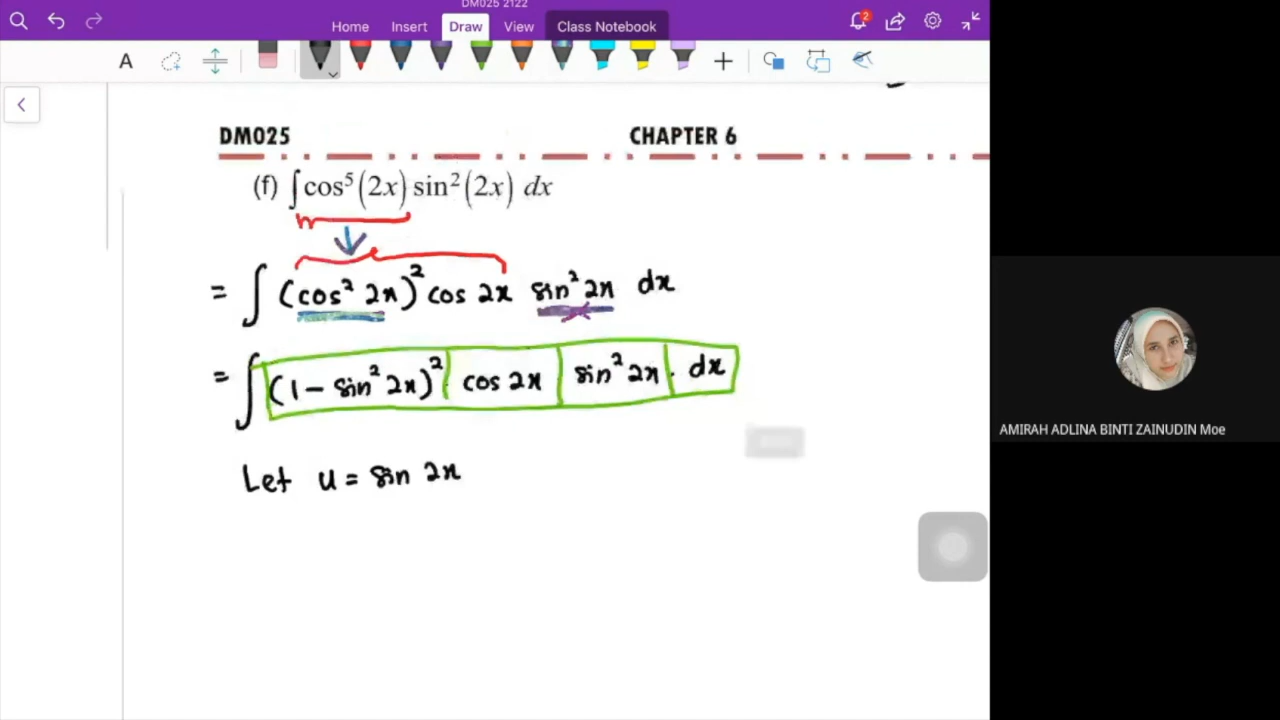 DM025 2122
Home Insert Draw View Class Notebook
2
A
DM025 CHAPTER 6
(f) ∫cos⁵(2x) sin²(2x) dx
= ∫ (cos² 2x)² cos 2x sin² 2x dx
= ∫ (1 − sin² 2x)² cos 2x sin² 2x . dx
Let u = sin 2x
AMIRAH ADLINA BINTI ZAINUDIN Moe